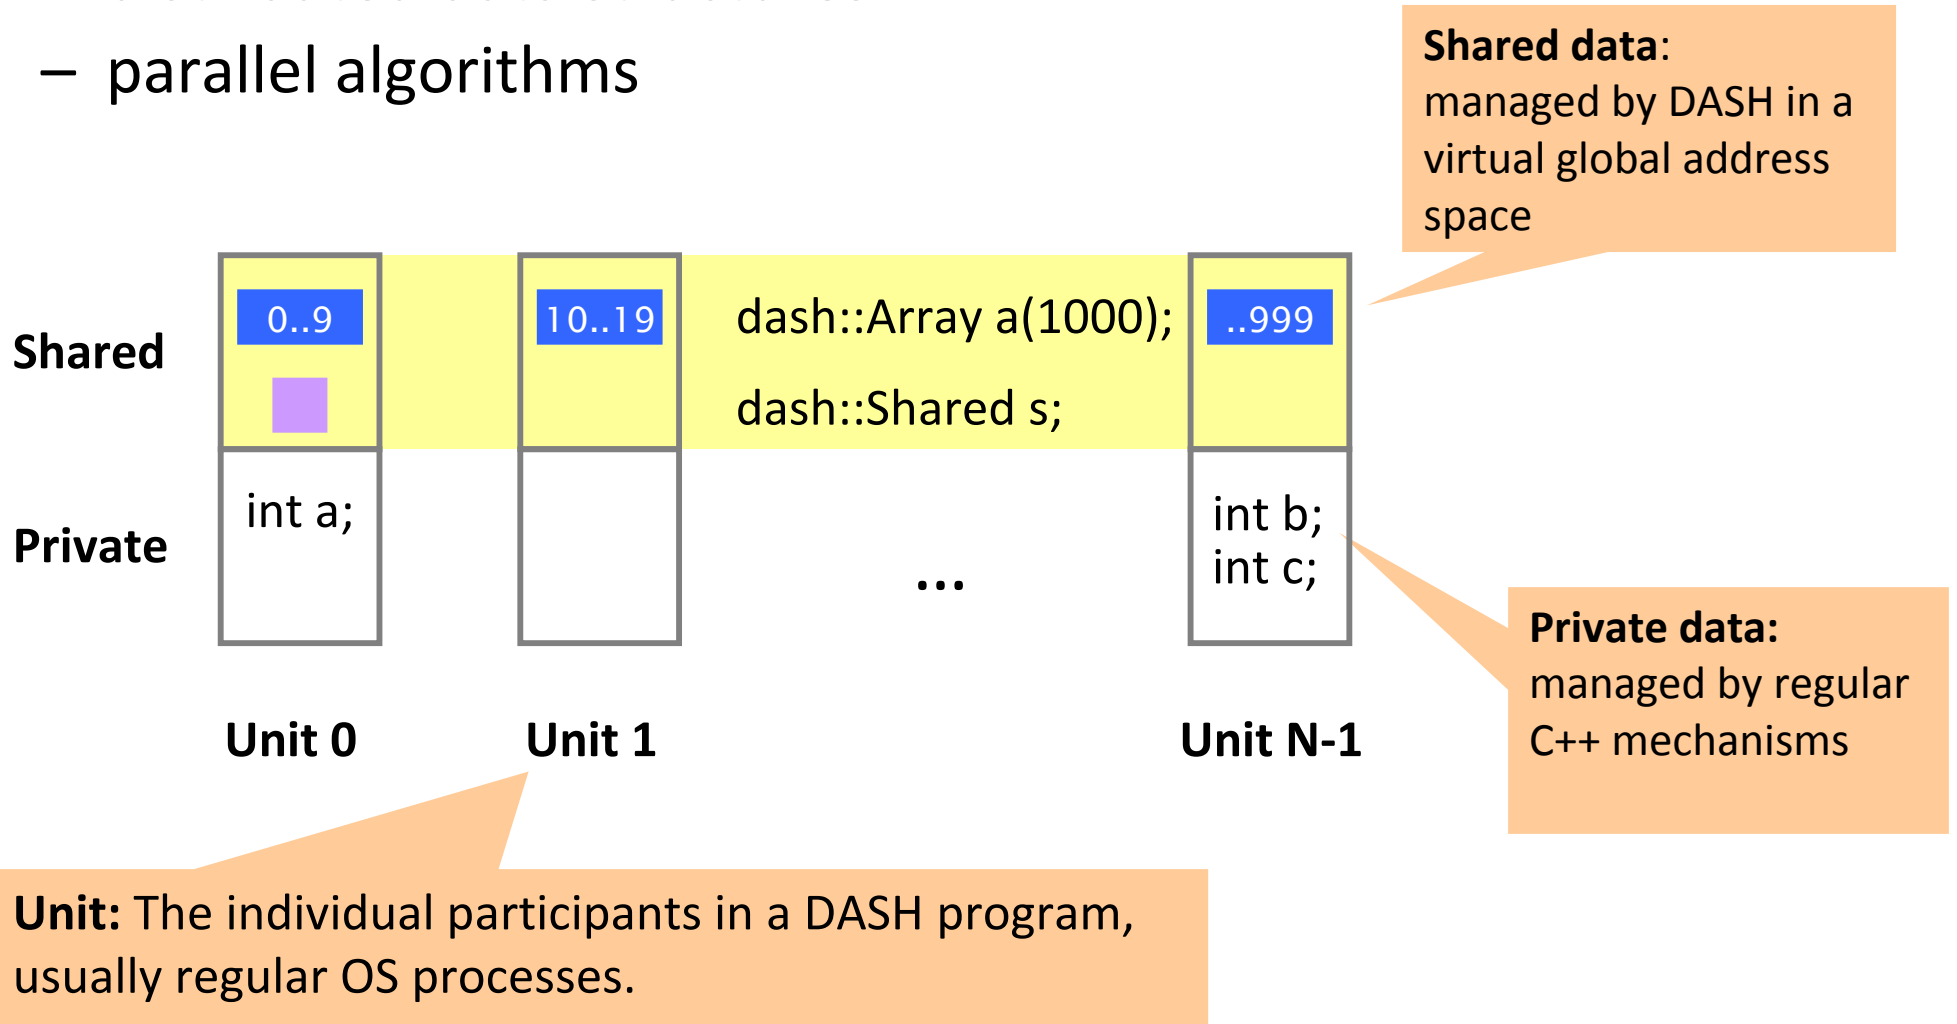 – parallel algorithms
Shared data:
managed by DASH in a
virtual global address
space
Shared
0..9
10..19
dash::Array a(1000);
..999
dash::Shared s;
Private
int a;
...
int b;
int c;
Private data:
managed by regular
C++ mechanisms
Unit 0
Unit 1
Unit N-1
Unit: The individual participants in a DASH program,
usually regular OS processes.